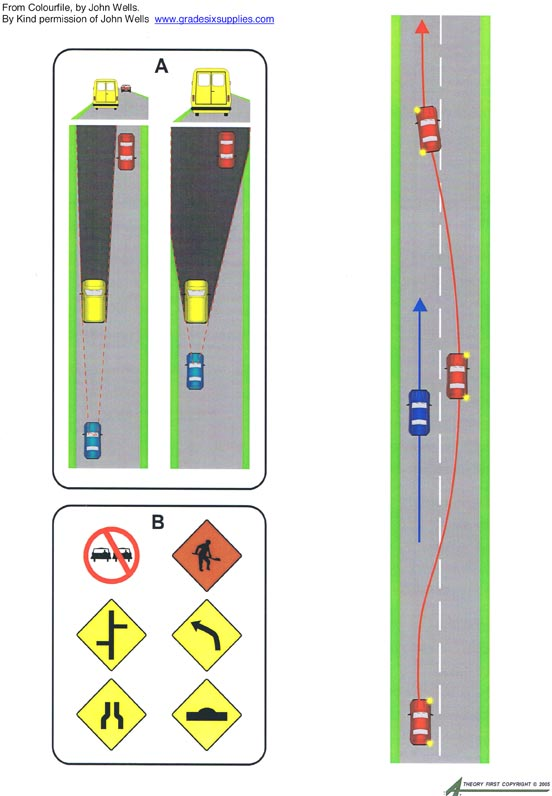 From Colourfile, by John Wells.
By Kind permission of John Wells www.gradesixsupplies.com
A
B
THEORY FIRST COPYRIGHT © 2005